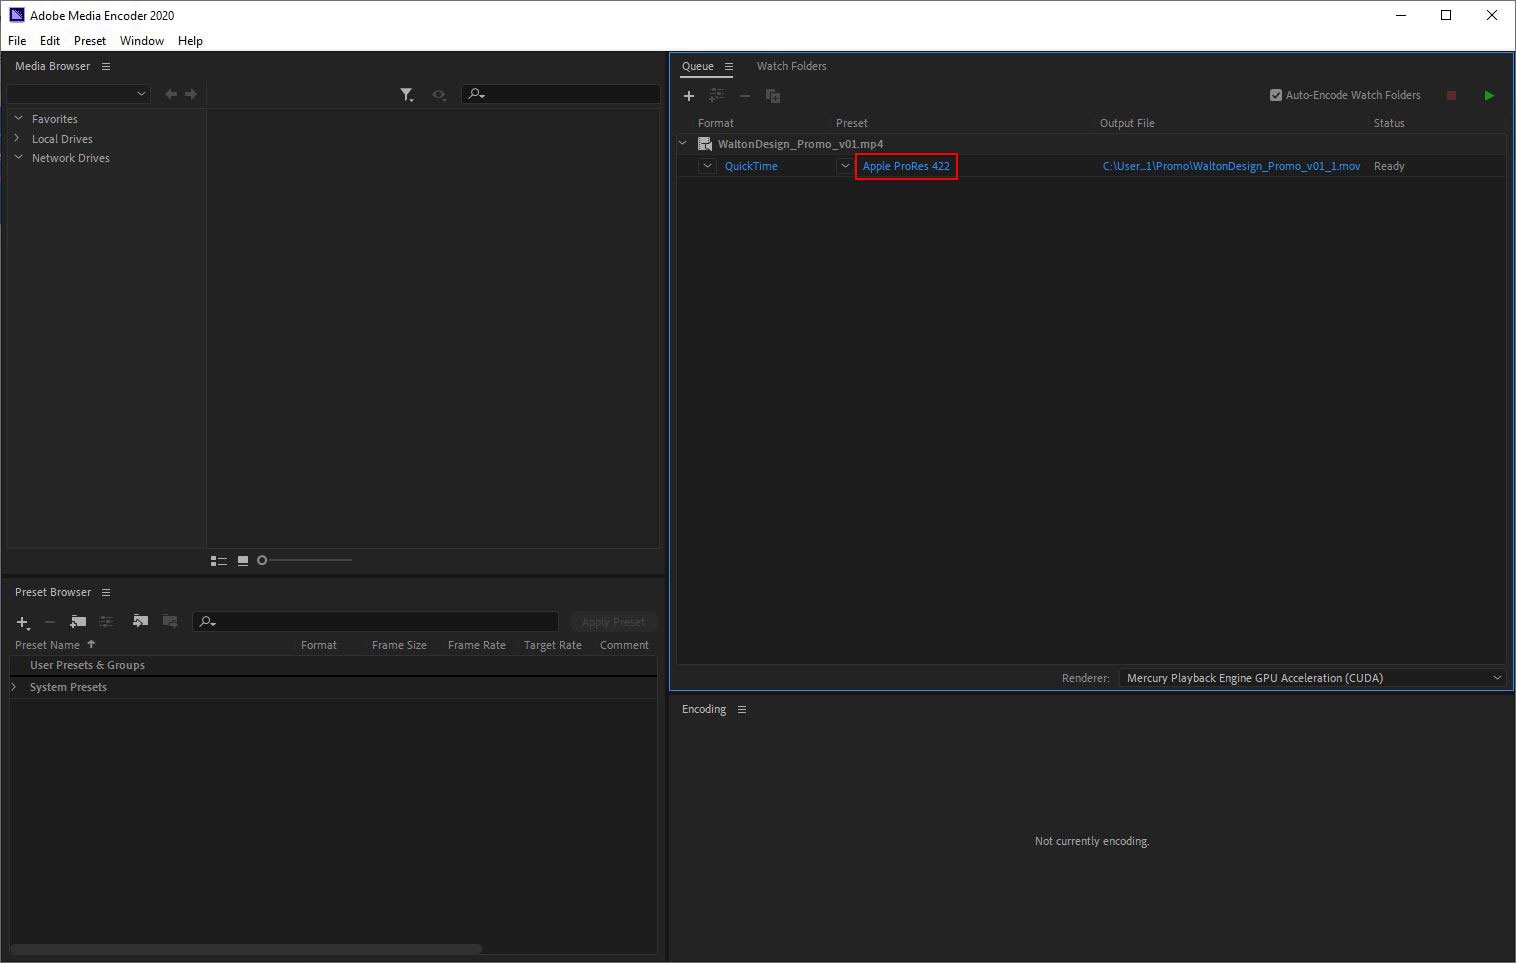 Adobe Media Encoder 2020
File Edit Preset Window Help
Media Browser
Favorites
Local Drives
Network Drives
Queue Watch Folders
Auto-Encode Watch Folders
Format Preset Output File Status
WaltonDesign_Promo_v01.mp4
QuickTime Apple ProRes 422 C:\User...1\Promo\WaltonDesign_Promo_v01_1.mov Ready
Renderer: Mercury Playback Engine GPU Acceleration (CUDA)
Preset Browser
Apply Preset
Preset Name Format Frame Size Frame Rate Target Rate Comment
User Presets & Groups
System Presets
Encoding
Not currently encoding.